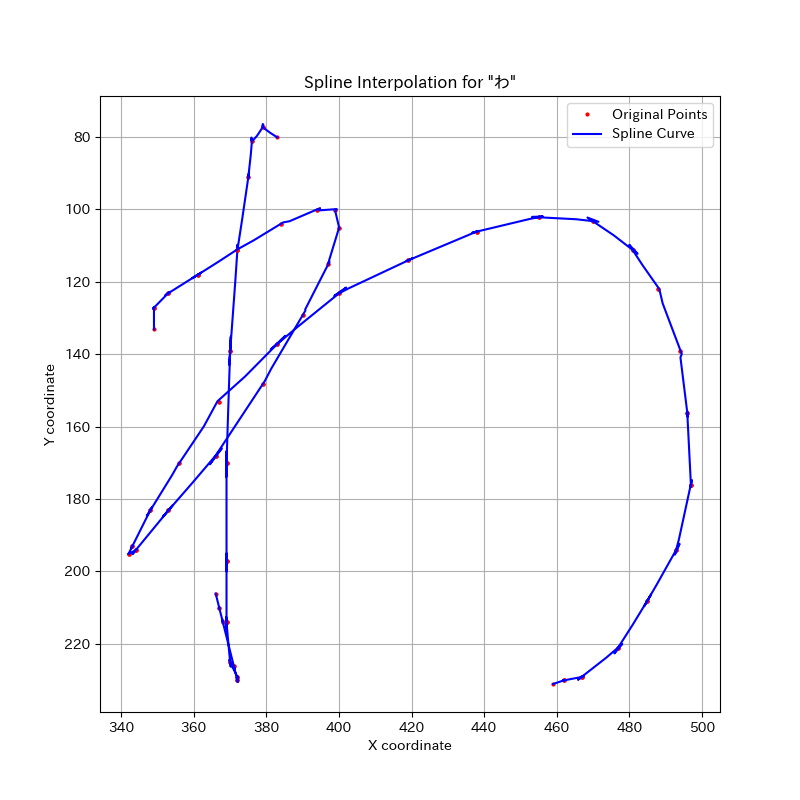 Spline Interpolation for "わ"
Original Points
Spline Curve
80
100
120
140
160
180
200
220
Y coordinate
340 360 380 400 420 440 460 480 500
X coordinate